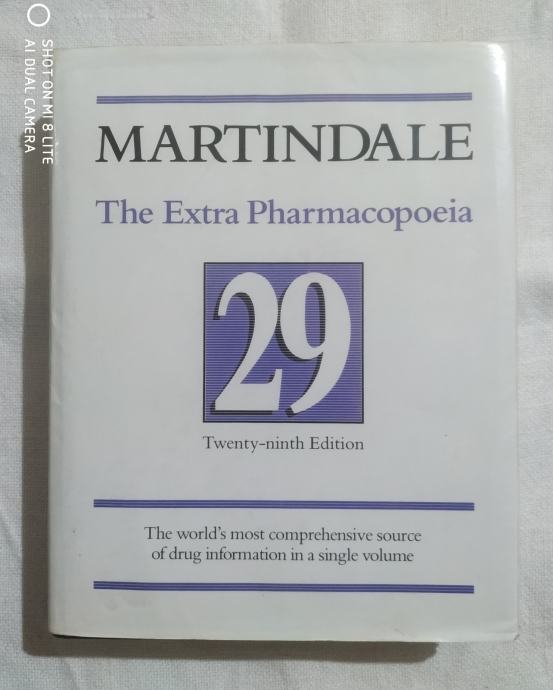 MARTINDALE
The Extra Pharmacopoeia
29
Twenty-ninth Edition
The world's most comprehensive source
of drug information in a single volume
SHOT ON MI 8 LITE
AI DUAL CAMERA